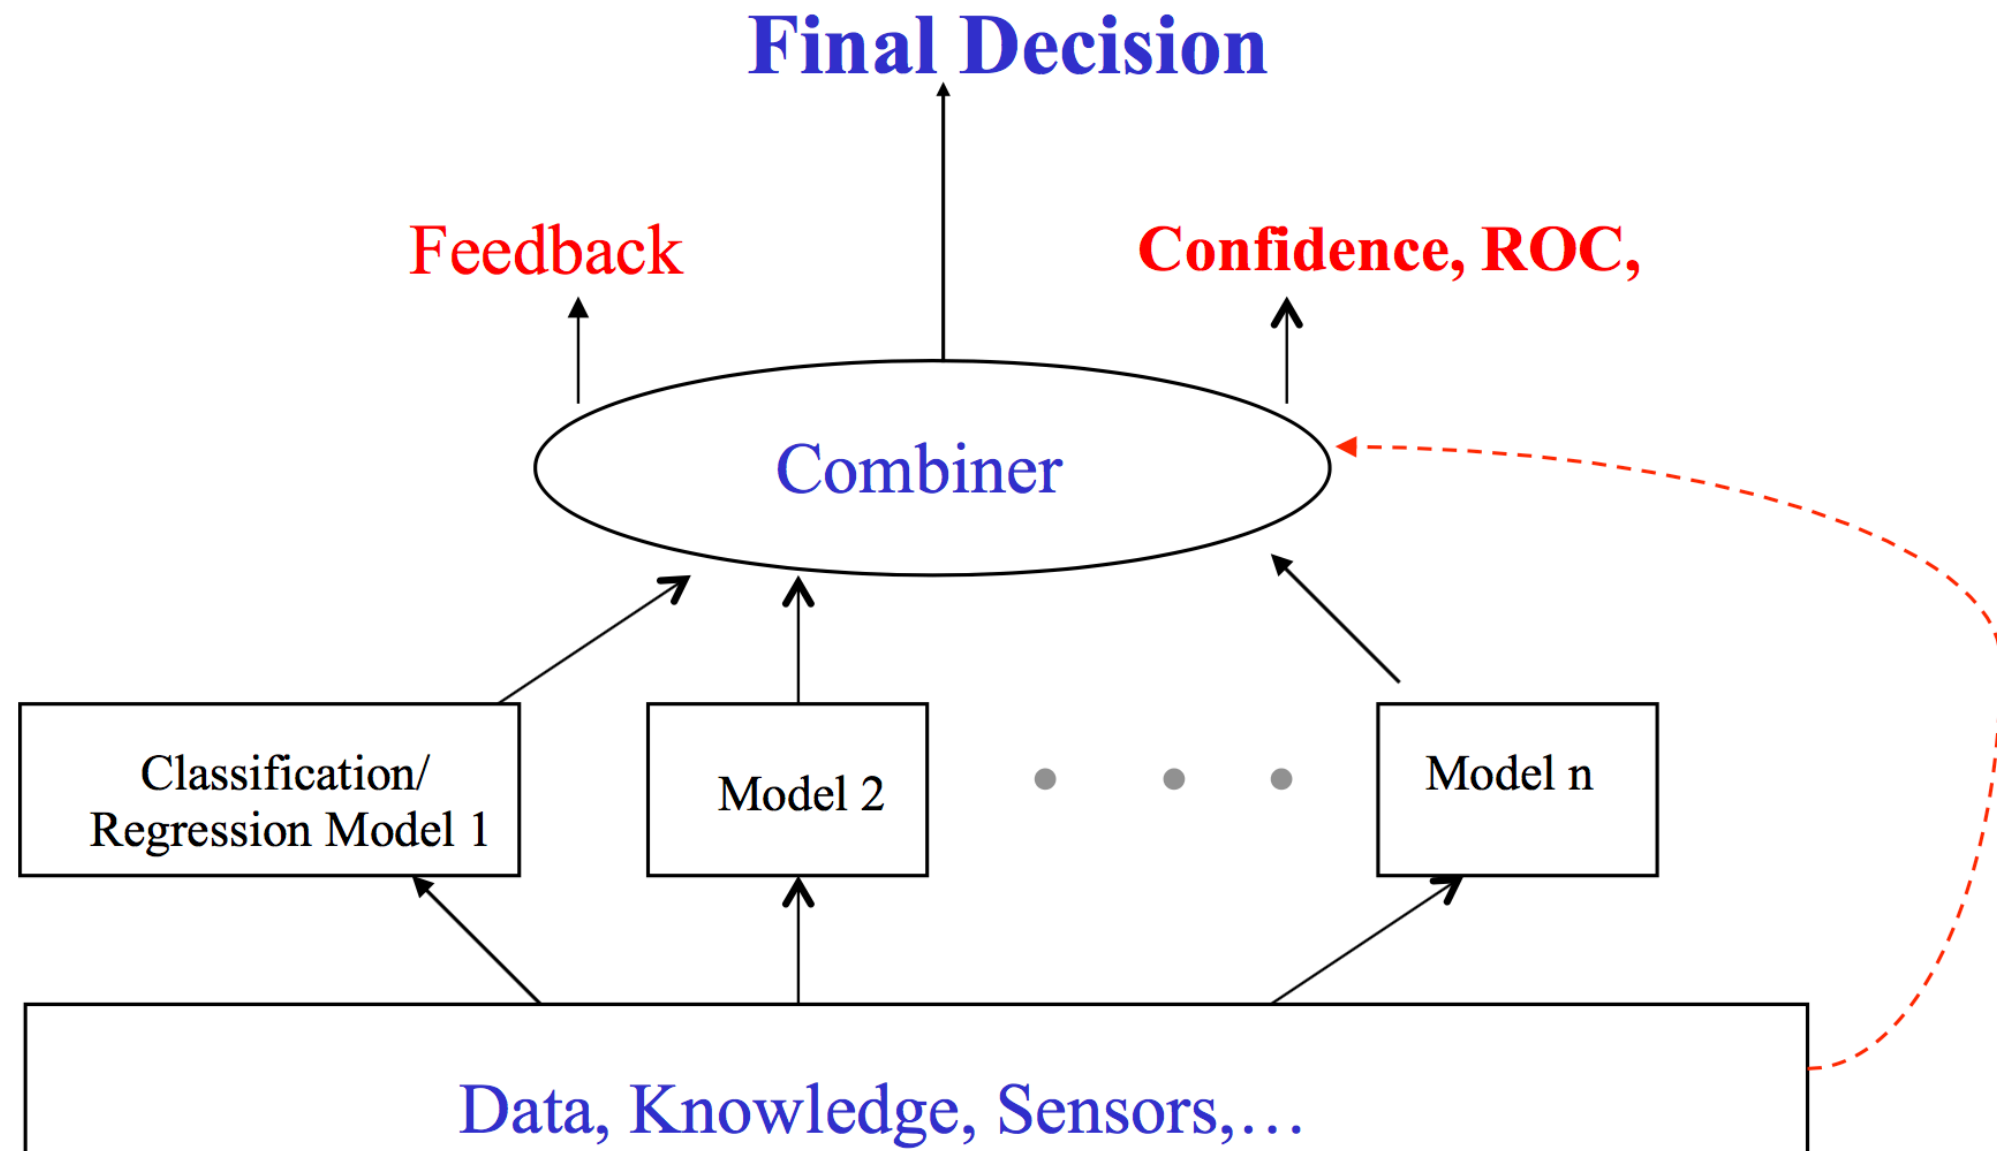 Final Decision
Feedback
Confidence, ROC,
Combiner
Classification/
Regression Model 1
Model 2
Model n
Data, Knowledge, Sensors,…